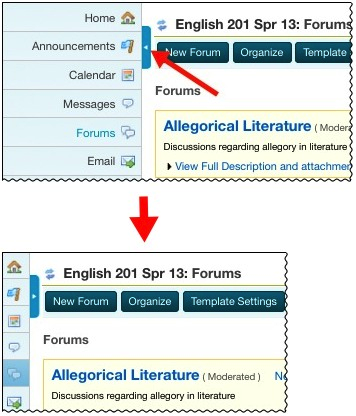 Home
English 201 Spr 13: Forums
Announcements
New Forum Organize Template
Calendar
Messages
Forums
Forums
Allegorical Literature ( Moderated
Discussions regarding allegory in literature
Email
View Full Description and
English 201 Spr 13: Forums
New Forum Organize Template Settings
Forums
Allegorical Literature ( Moderated )
Discussions regarding allegory in literature